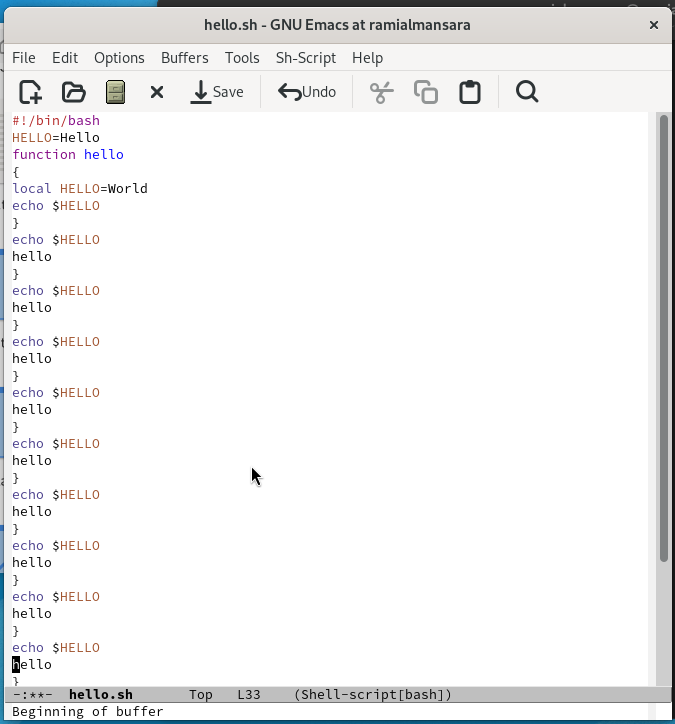 hello.sh - GNU Emacs at ramialmansara
File Edit Options Buffers Tools Sh-Script Help
Save Undo
#!/bin/bash
HELLO=Hello
function hello
{
local HELLO=World
echo $HELLO
}
echo $HELLO
hello
}
echo $HELLO
hello
}
echo $HELLO
hello
}
echo $HELLO
hello
}
echo $HELLO
hello
}
echo $HELLO
hello
}
echo $HELLO
hello
}
echo $HELLO
hello
}
echo $HELLO
hello
}
-:**- hello.sh Top L33 (Shell-script[bash])
Beginning of buffer